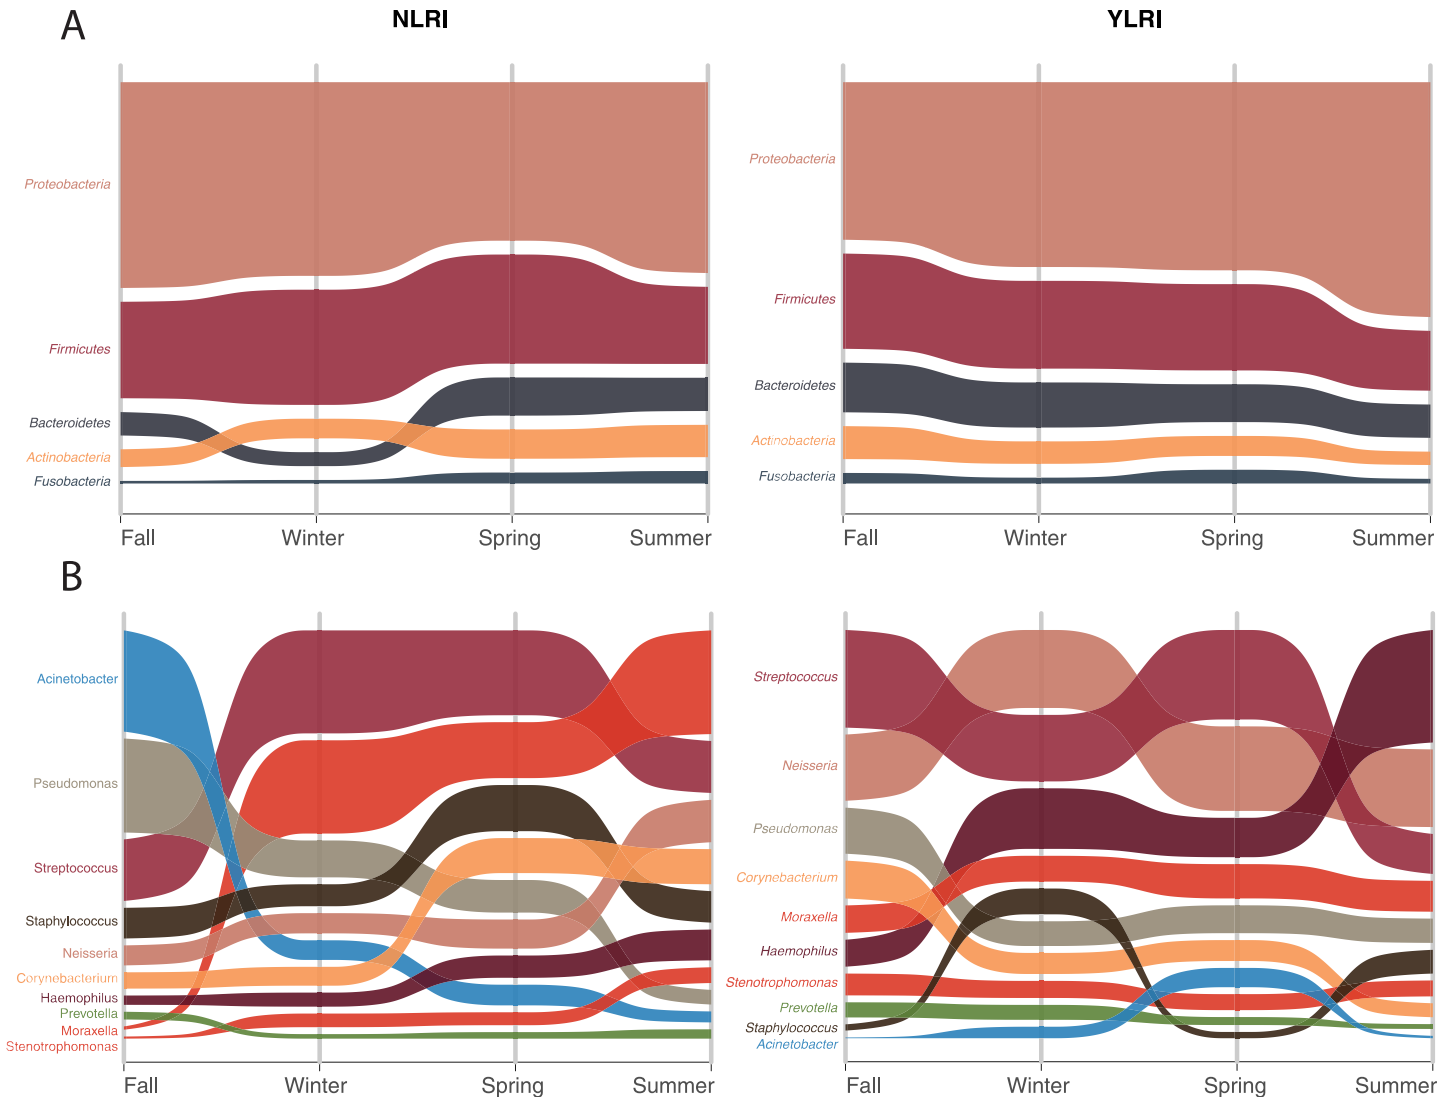 A
NLRI
YLRI
Proteobacteria
Firmicutes
Bacteroidetes
Actinobacteria
Fusobacteria
Fall
Winter
Spring
Summer
Proteobacteria
Firmicutes
Bacteroidetes
Actinobacteria
Fusobacteria
Fall
Winter
Spring
Summer
B
Acinetobacter
Pseudomonas
Streptococcus
Staphylococcus
Neisseria
Corynebacterium
Haemophilus
Prevotella
Moraxella
Stenotrophomonas
Fall
Winter
Spring
Summer
Streptococcus
Neisseria
Pseudomonas
Corynebacterium
Moraxella
Haemophilus
Stenotrophomonas
Prevotella
Staphylococcus
Acinetobacter
Fall
Winter
Spring
Summer